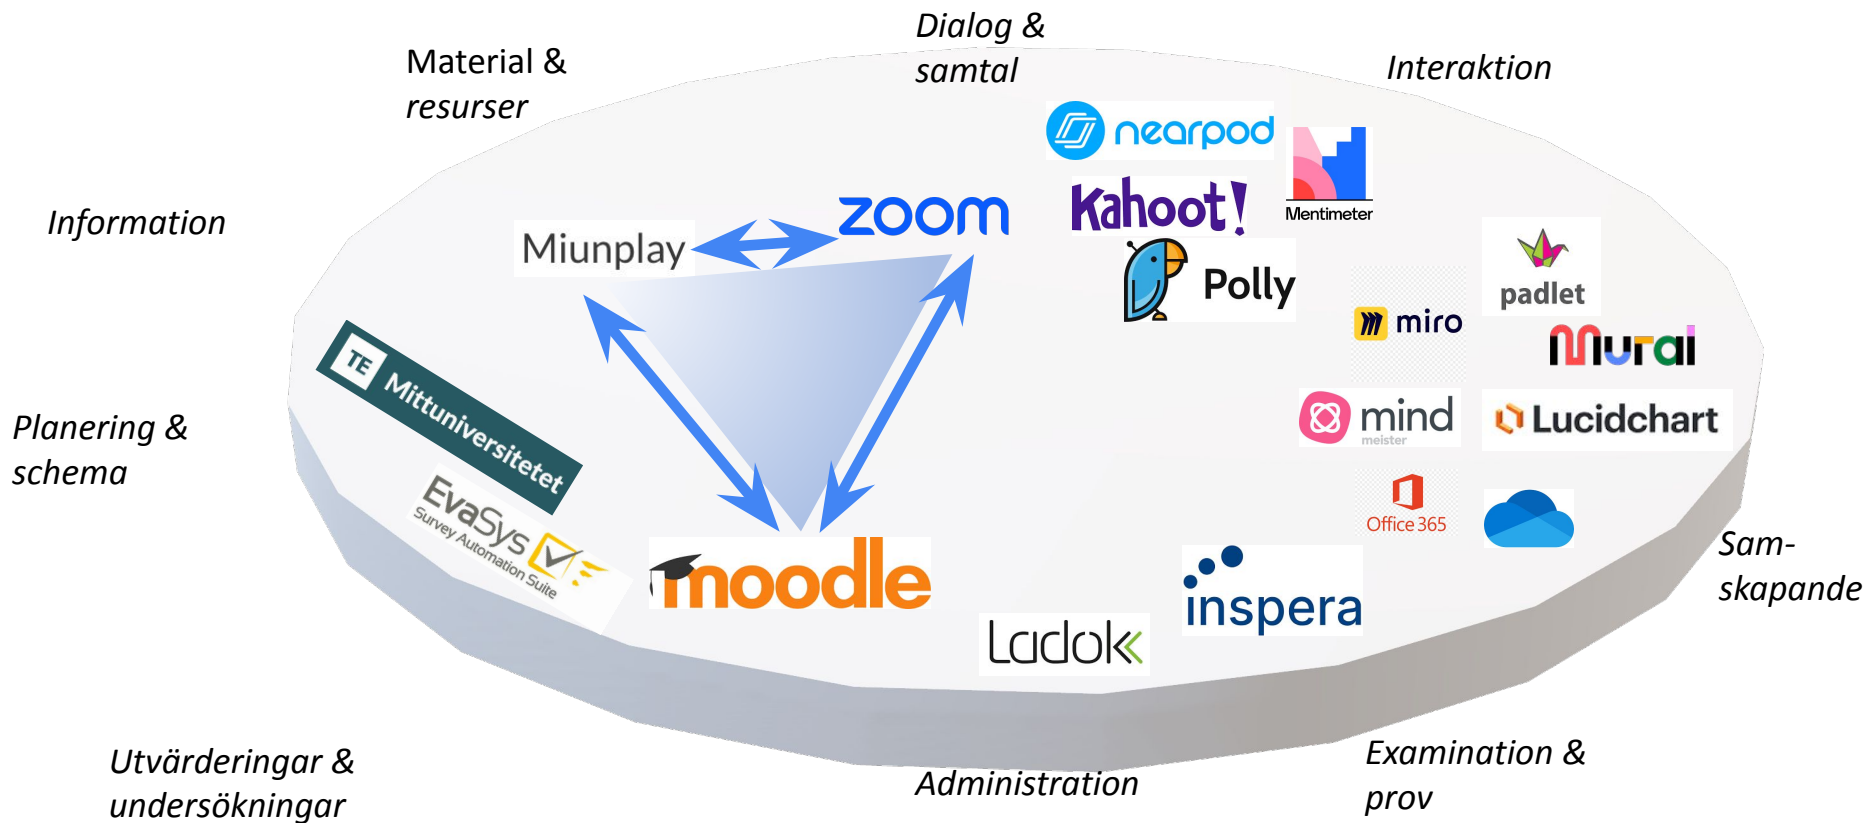 Dialog &
samtal
Material &
resurser
Interaktion
nearpod
Mentimeter
Kahoot!
zoom
Information
Miunplay
Polly
padlet
miro
mural
TE Mittuniversitetet
mind
meister
Lucidchart
Planering &
schema
EvaSys
Survey Automation Suite
Office 365
moodle
inspera
Sam-
skapande
Ladok
Utvärderingar &
undersökningar
Administration
Examination &
prov